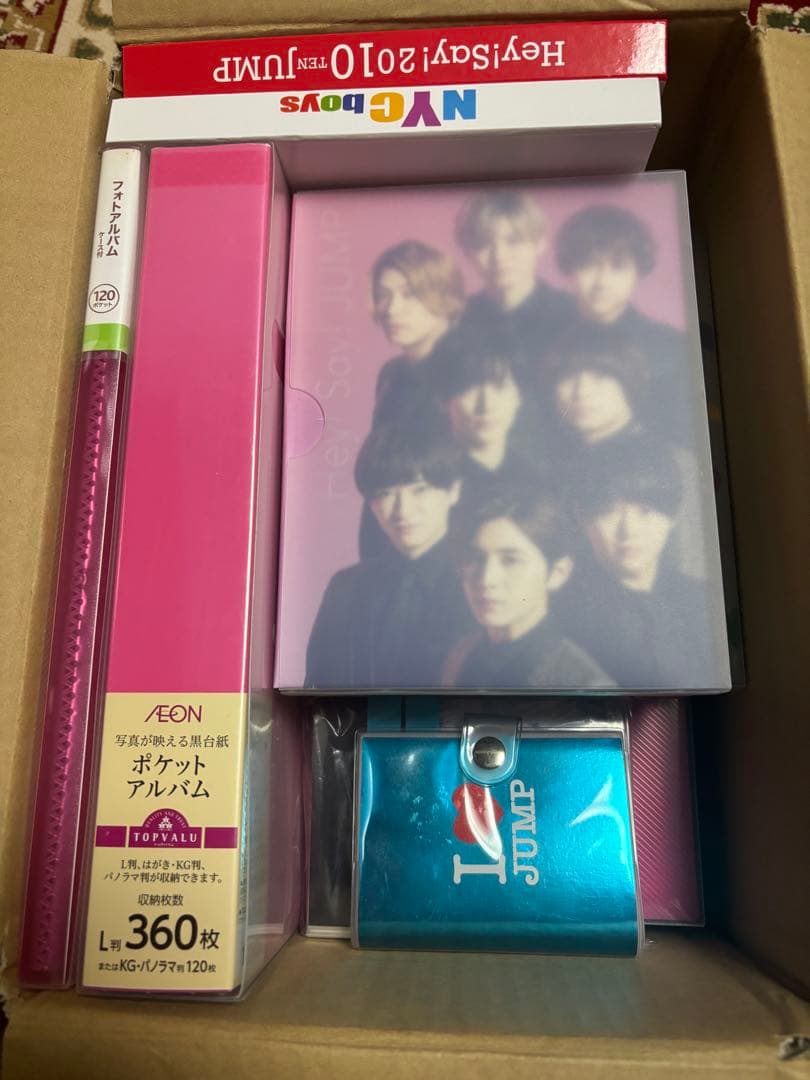 Hey!Say!2010 TEN JUMP
NYCboys
フォトアルバム
ケース付
120
ポケット
Hey! Say! JUMP
ÆON
写真が映える黒台紙
ポケット
アルバム
TOPVALU
L判、はがき・KG判、
パノラマ判が収納できます。
収納枚数
L判 360枚
またはKG・パノラマ判 120枚
I
JUMP